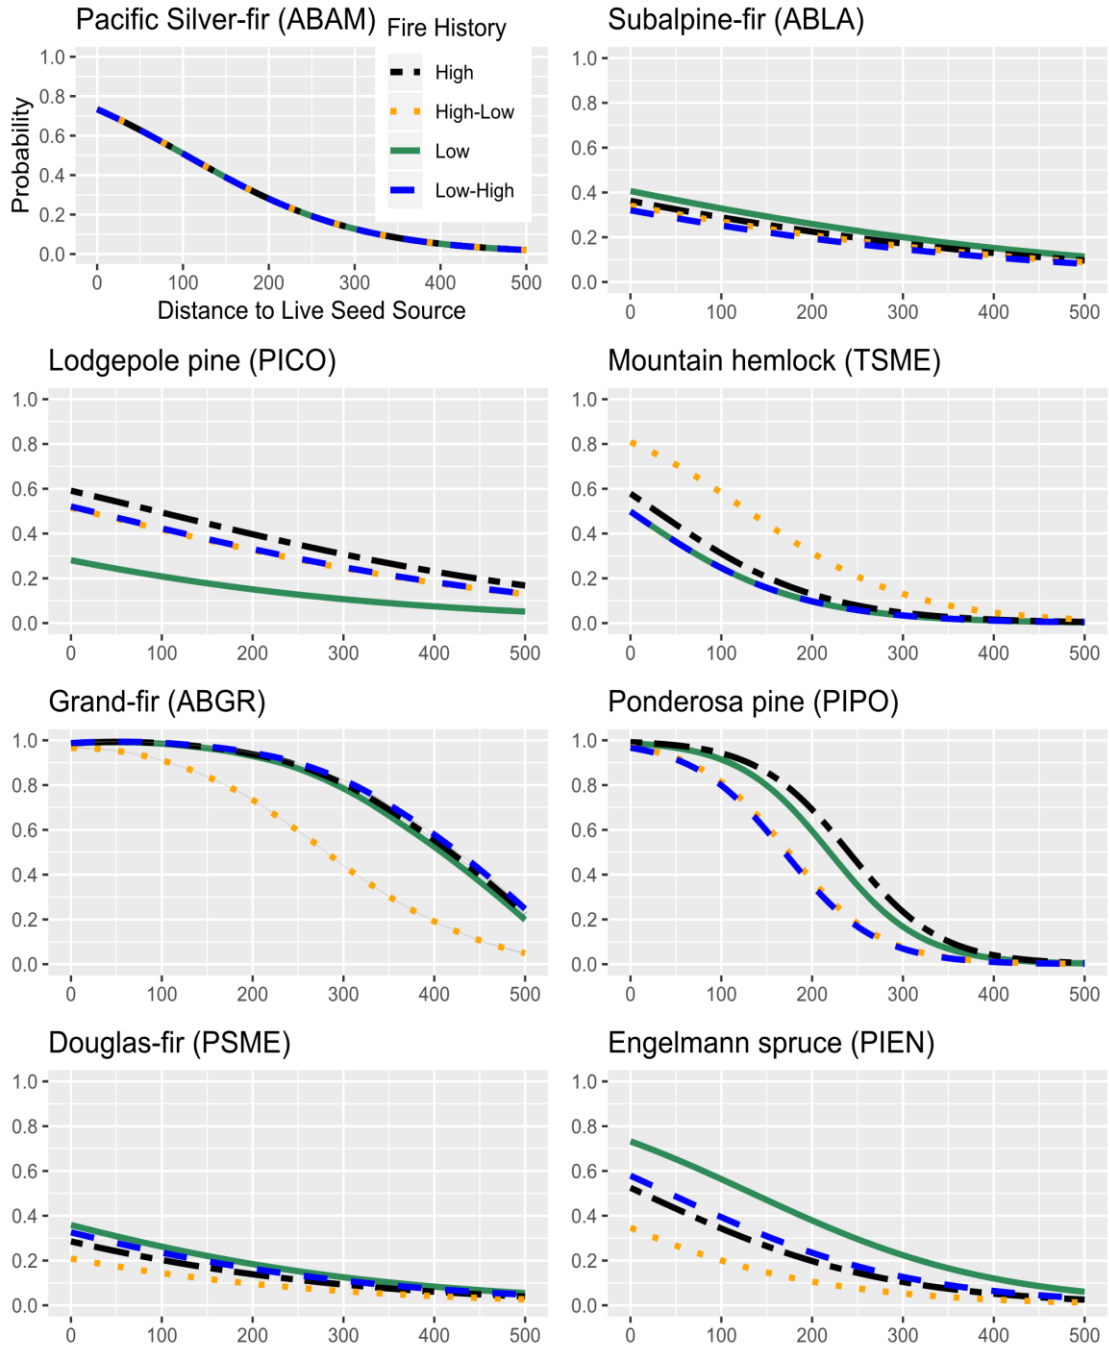 Pacific Silver-fir (ABAM)
Fire History
High
High-Low
Low
Low-High
Probability
1.0
0.8
0.6
0.4
0.2
0.0
0 100 200 300 400 500
Distance to Live Seed Source
Subalpine-fir (ABLA)
1.0
0.8
0.6
0.4
0.2
0.0
0 100 200 300 400 500
Lodgepole pine (PICO)
1.0
0.8
0.6
0.4
0.2
0.0
0 100 200 300 400 500
Mountain hemlock (TSME)
1.0
0.8
0.6
0.4
0.2
0.0
0 100 200 300 400 500
Grand-fir (ABGR)
1.0
0.8
0.6
0.4
0.2
0.0
0 100 200 300 400 500
Ponderosa pine (PIPO)
1.0
0.8
0.6
0.4
0.2
0.0
0 100 200 300 400 500
Douglas-fir (PSME)
1.0
0.8
0.6
0.4
0.2
0.0
0 100 200 300 400 500
Engelmann spruce (PIEN)
1.0
0.8
0.6
0.4
0.2
0.0
0 100 200 300 400 500